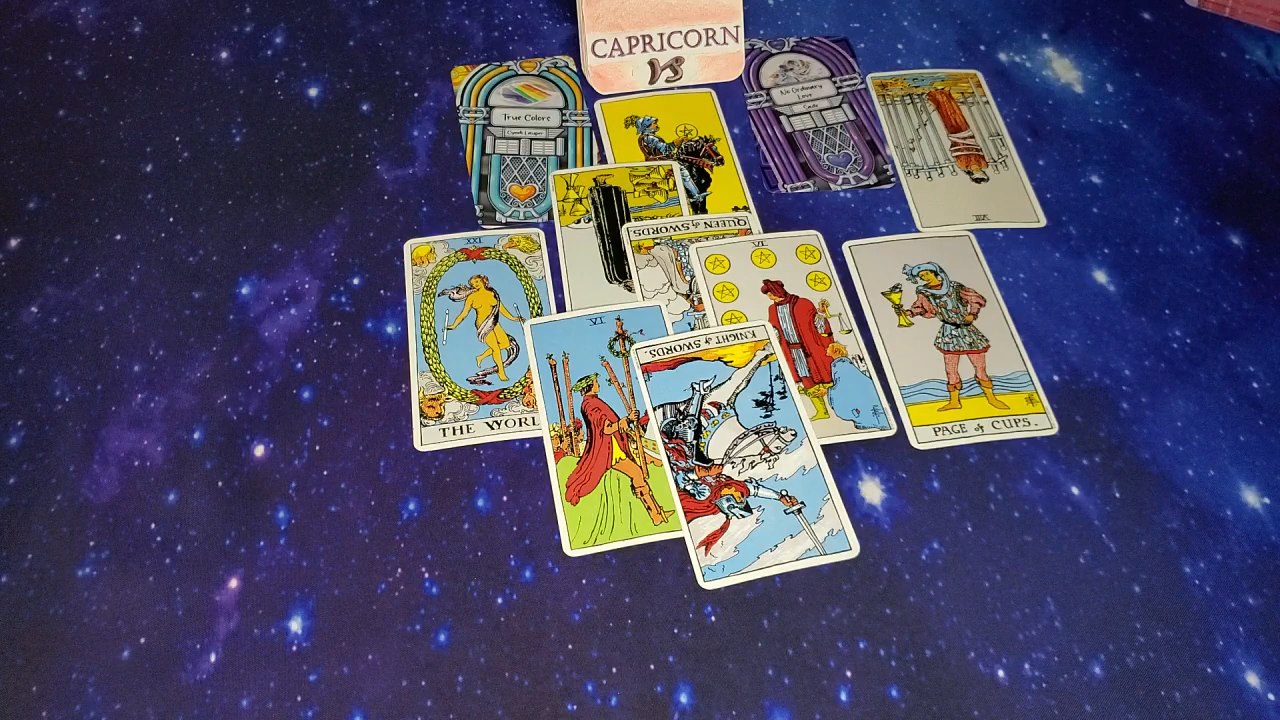 CAPRICORN
True Colors
Cyndi Lauper
No Ordinary
Love
Sade
QUEEN of SWORDS.
XXI
VI
THE WORL
VI
KNIGHT of SWORDS.
PAGE of CUPS.